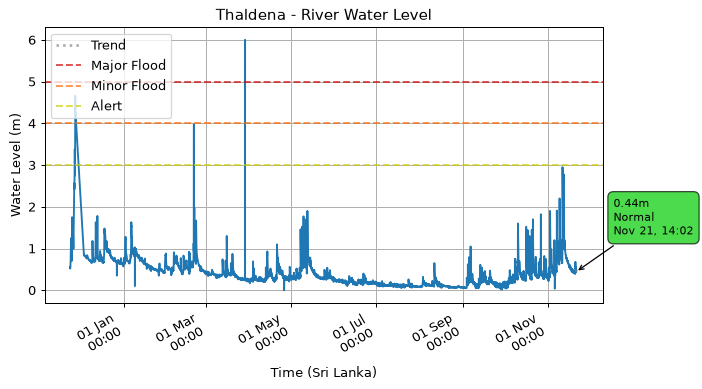 Thaldena - River Water Level
Water Level (m)
6
5
4
3
2
1
0
Trend
Major Flood
Minor Flood
Alert
0.44m
Normal
Nov 21, 14:02
01 Jan
00:00
01 Mar
00:00
01 May
00:00
01 Jul
00:00
01 Sep
00:00
01 Nov
00:00
Time (Sri Lanka)